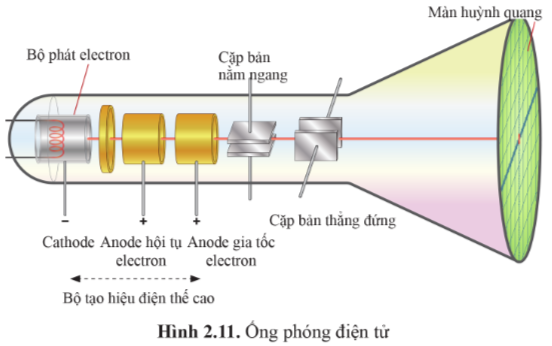 Màn huỳnh quang
Bộ phát electron
Cặp bản
nằm ngang
Cặp bản thẳng đứng
– + +
Cathode Anode hội tụ Anode gia tốc
electron electron
Bộ tạo hiệu điện thế cao
Hình 2.11. Ống phóng điện tử